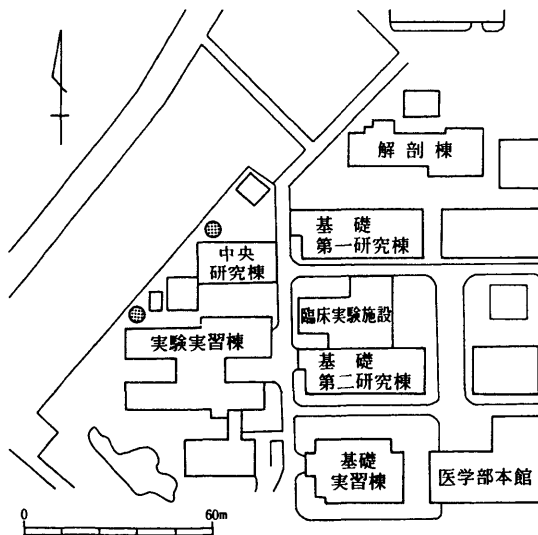 解剖棟
基礎
第一研究棟
中央
研究棟
臨床実験施設
実験実習棟
基礎
第二研究棟
基礎
実習棟
医学部本館
0 60m